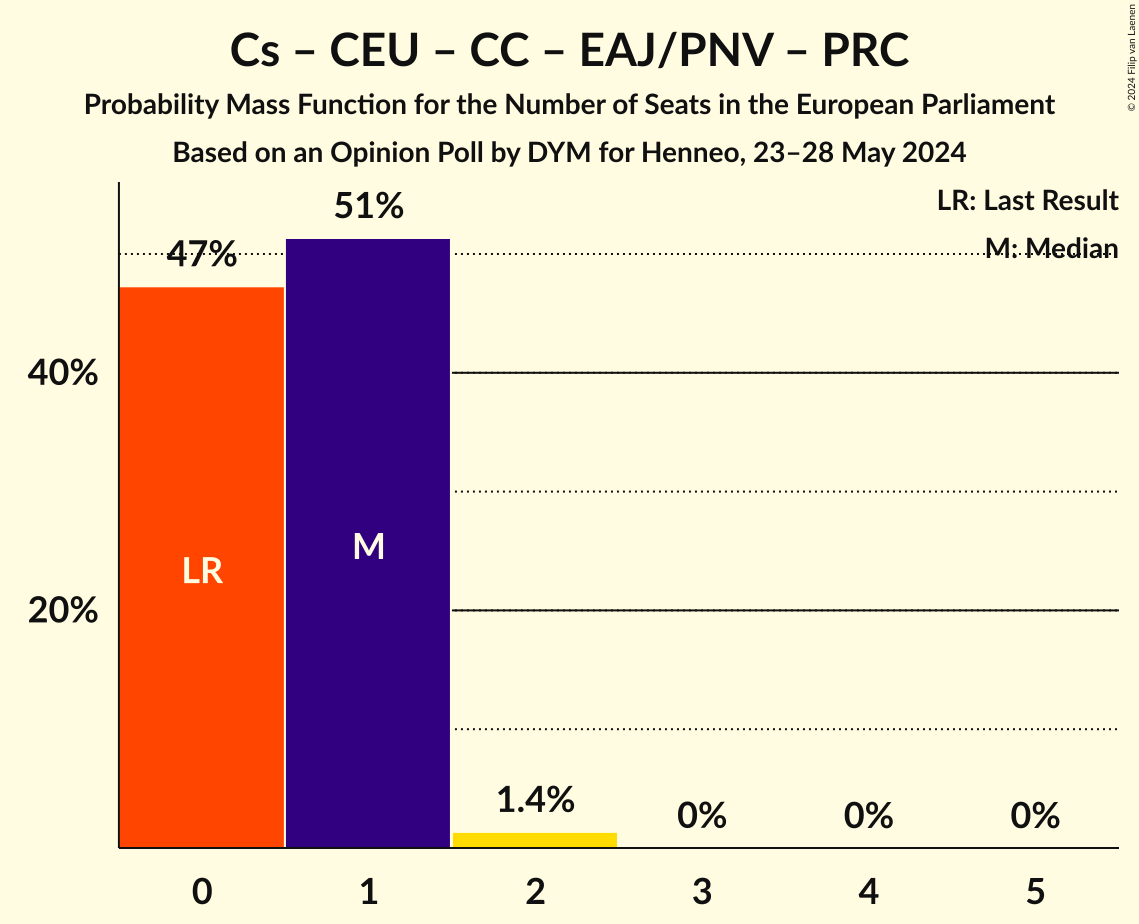 Cs – CEU – CC – EAJ/PNV – PRC
Probability Mass Function for the Number of Seats in the European Parliament
Based on an Opinion Poll by DYM for Henneo, 23–28 May 2024
© 2024 Filip van Laenen
LR: Last Result
M: Median
51%
47%
40%
20%
LR
M
1.4%
0%
0%
0%
0
1
2
3
4
5